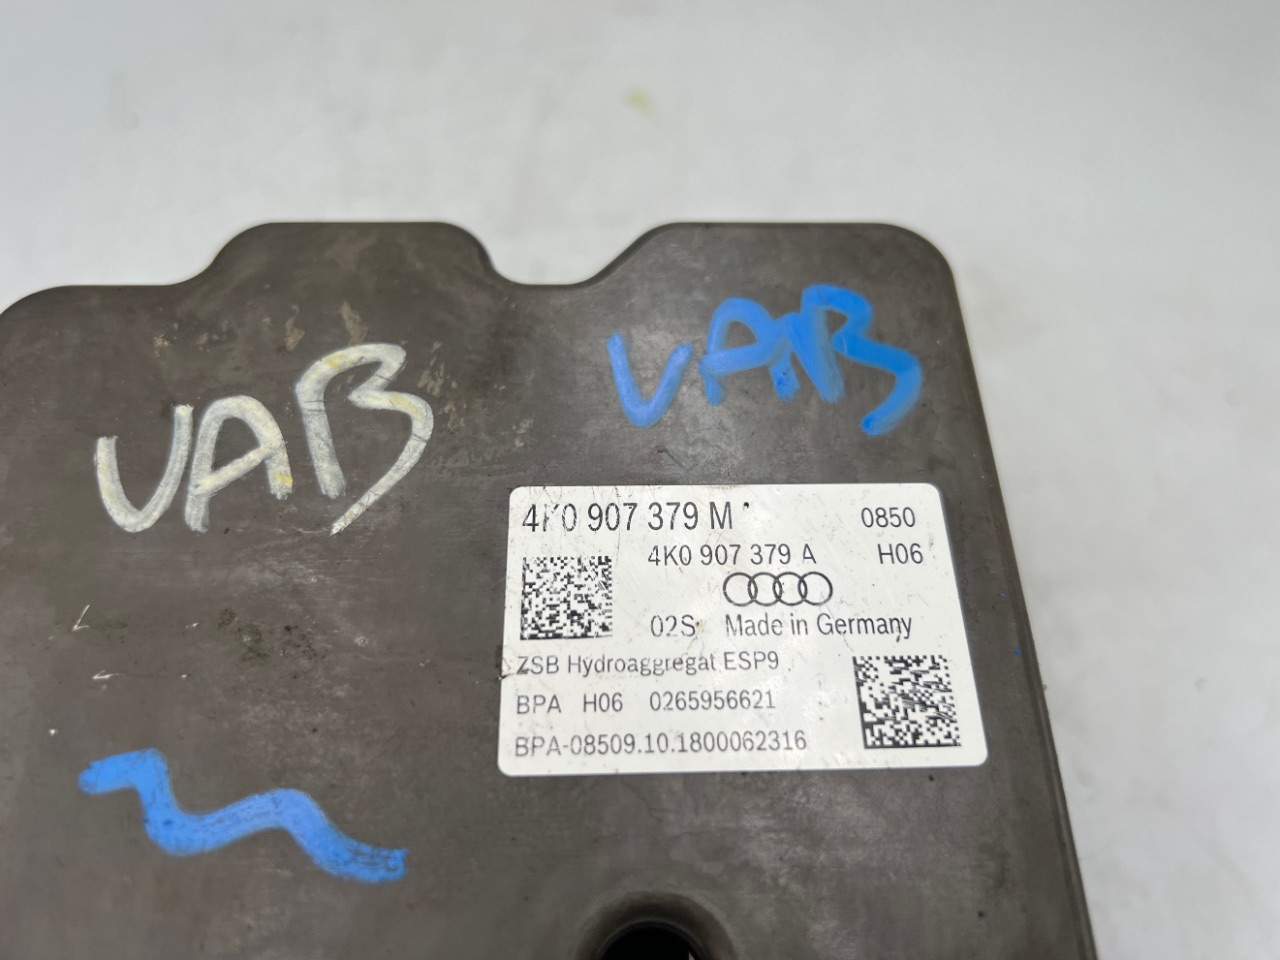 VAB
VAB
4K0 907 379 M
0850
4K0 907 379 A
H06
02S
Made in Germany
ZSB Hydroaggregat ESP9
BPA H06 0265956621
BPA-08509.10.1800062316